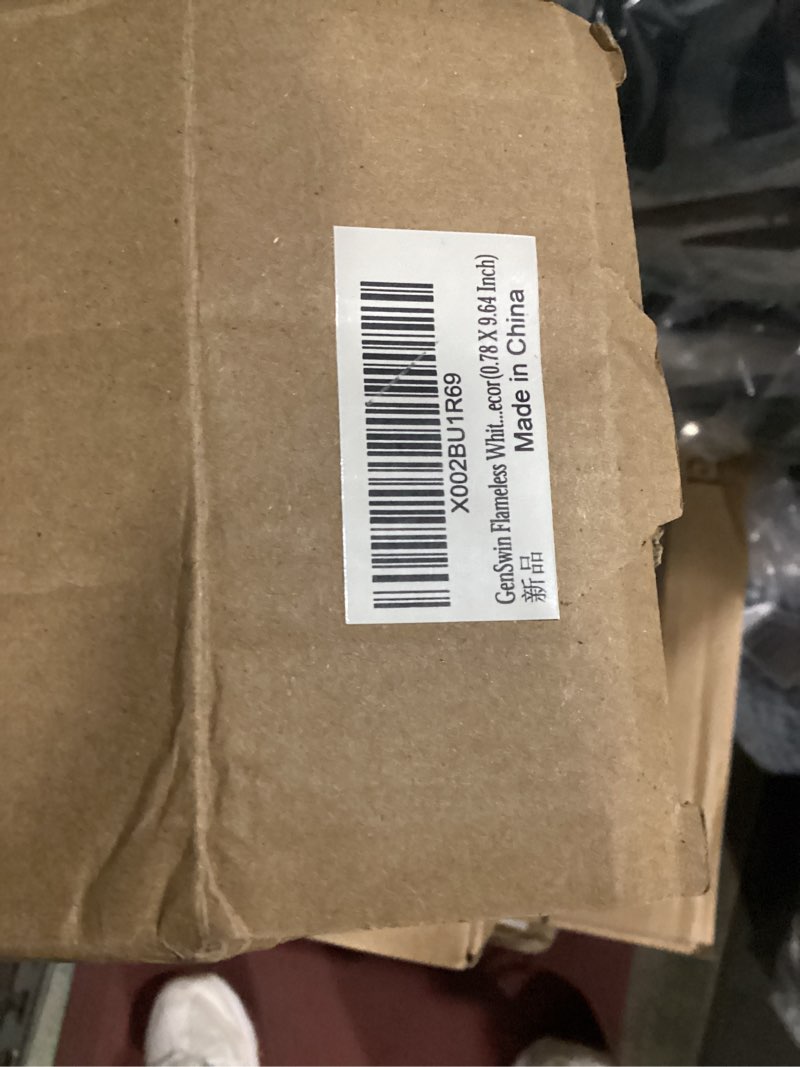 X002BU1R69
GenSwin Flameless Whit...ecor(0.78 X 9.64 Inch)
新品
Made in China